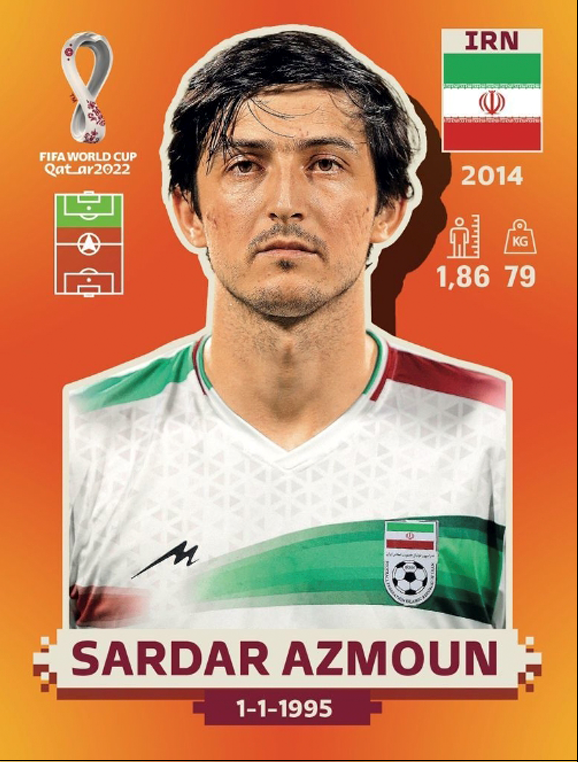 IRN
FIFA WORLD CUP
Qatar2022
2014
1,86 79
KG
SARDAR AZMOUN
1-1-1995